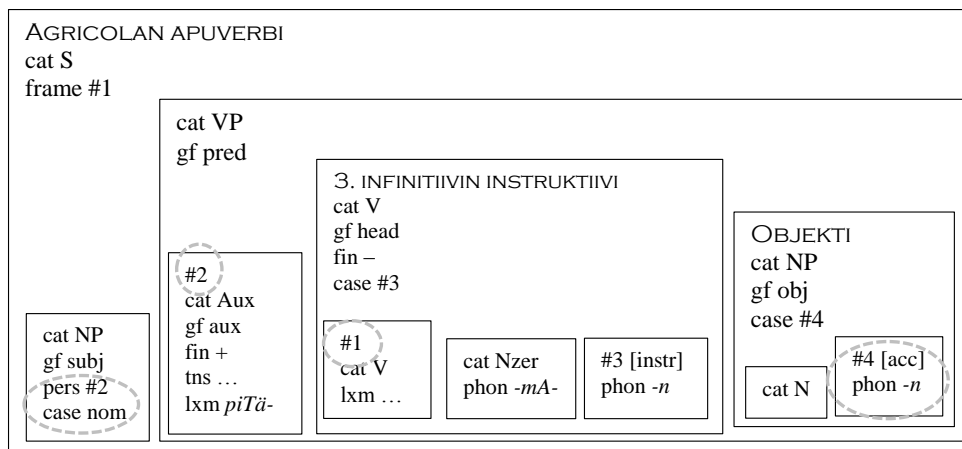 AGRICOLAN APUVERBI
cat S
frame #1
cat VP
gf pred
3. INFINITIIVIN INSTRUKTIIVI
cat V
gf head
fin –
case #3
OBJEKTI
cat NP
gf obj
case #4
cat NP
gf subj
pers #2
case nom
#2
cat Aux
gf aux
fin +
tns …
lxm piTä-
#1
cat V
lxm …
cat Nzer
phon -mA-
#3 [instr]
phon -n
cat N
#4 [acc]
phon -n